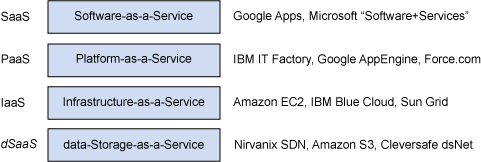 SaaS Software-as-a-Service Google Apps, Microsoft “Software+Services”
PaaS Platform-as-a-Service IBM IT Factory, Google AppEngine, Force.com
IaaS Infrastructure-as-a-Service Amazon EC2, IBM Blue Cloud, Sun Grid
dSaaS data-Storage-as-a-Service Nirvanix SDN, Amazon S3, Cleversafe dsNet